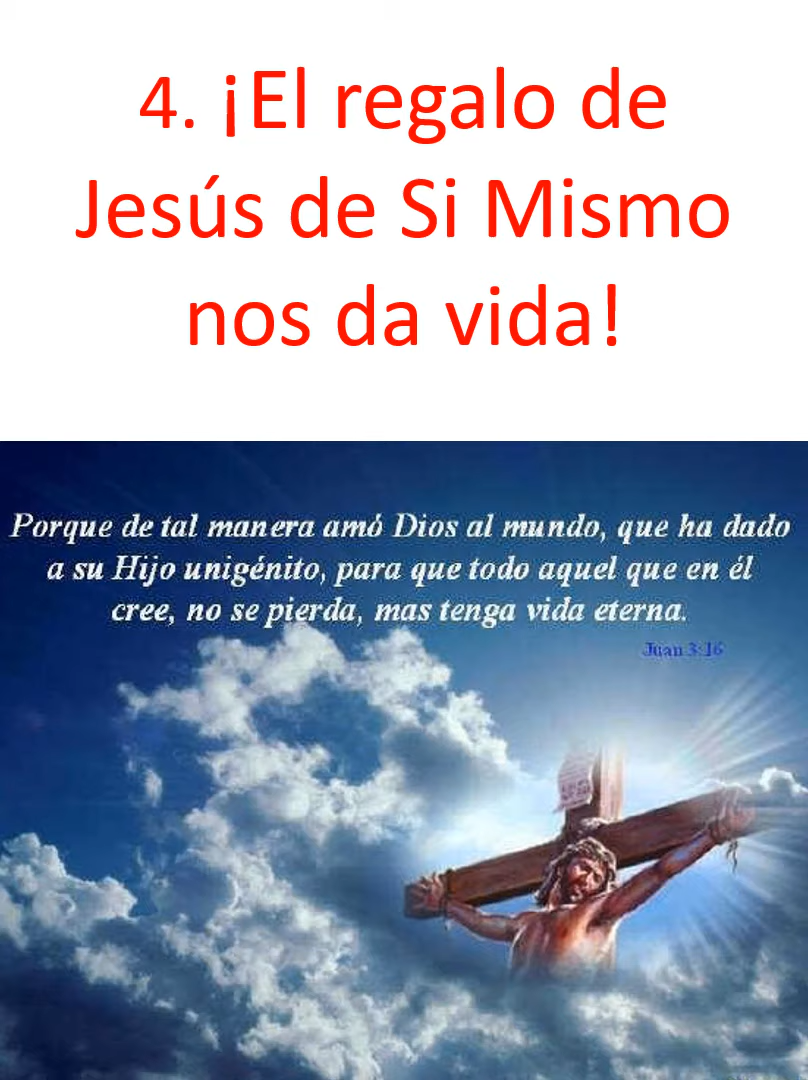 4. ¡El regalo de
Jesús de Si Mismo
nos da vida!
Porque de tal manera amó Dios al mundo, que ha dado
a su Hijo unigénito, para que todo aquel que en él
cree, no se pierda, mas tenga vida eterna.
Juan 3:16